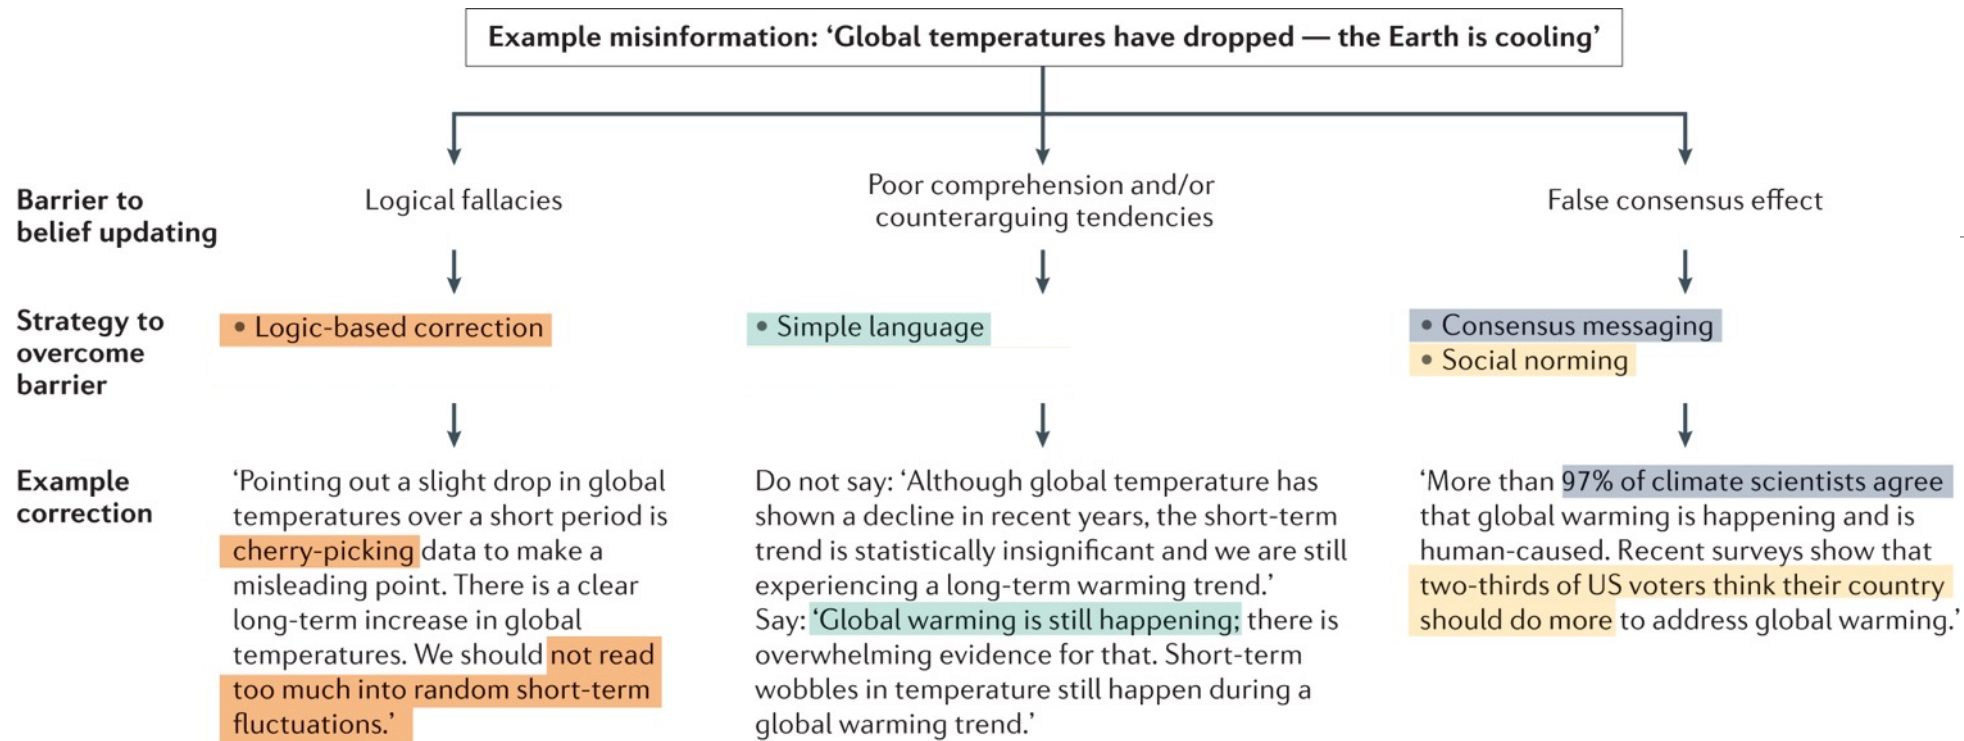 Example misinformation: ‘Global temperatures have dropped — the Earth is cooling’
Barrier to
belief updating
Logical fallacies
Poor comprehension and/or
counterarguing tendencies
False consensus effect
Strategy to
overcome
barrier
• Logic-based correction
• Simple language
• Consensus messaging
• Social norming
Example
correction
‘Pointing out a slight drop in global
temperatures over a short period is
cherry-picking data to make a
misleading point. There is a clear
long-term increase in global
temperatures. We should not read
too much into random short-term
fluctuations.’
Do not say: ‘Although global temperature has
shown a decline in recent years, the short-term
trend is statistically insignificant and we are still
experiencing a long-term warming trend.’
Say: ‘Global warming is still happening; there is
overwhelming evidence for that. Short-term
wobbles in temperature still happen during a
global warming trend.’
‘More than 97% of climate scientists agree
that global warming is happening and is
human-caused. Recent surveys show that
two-thirds of US voters think their country
should do more to address global warming.’